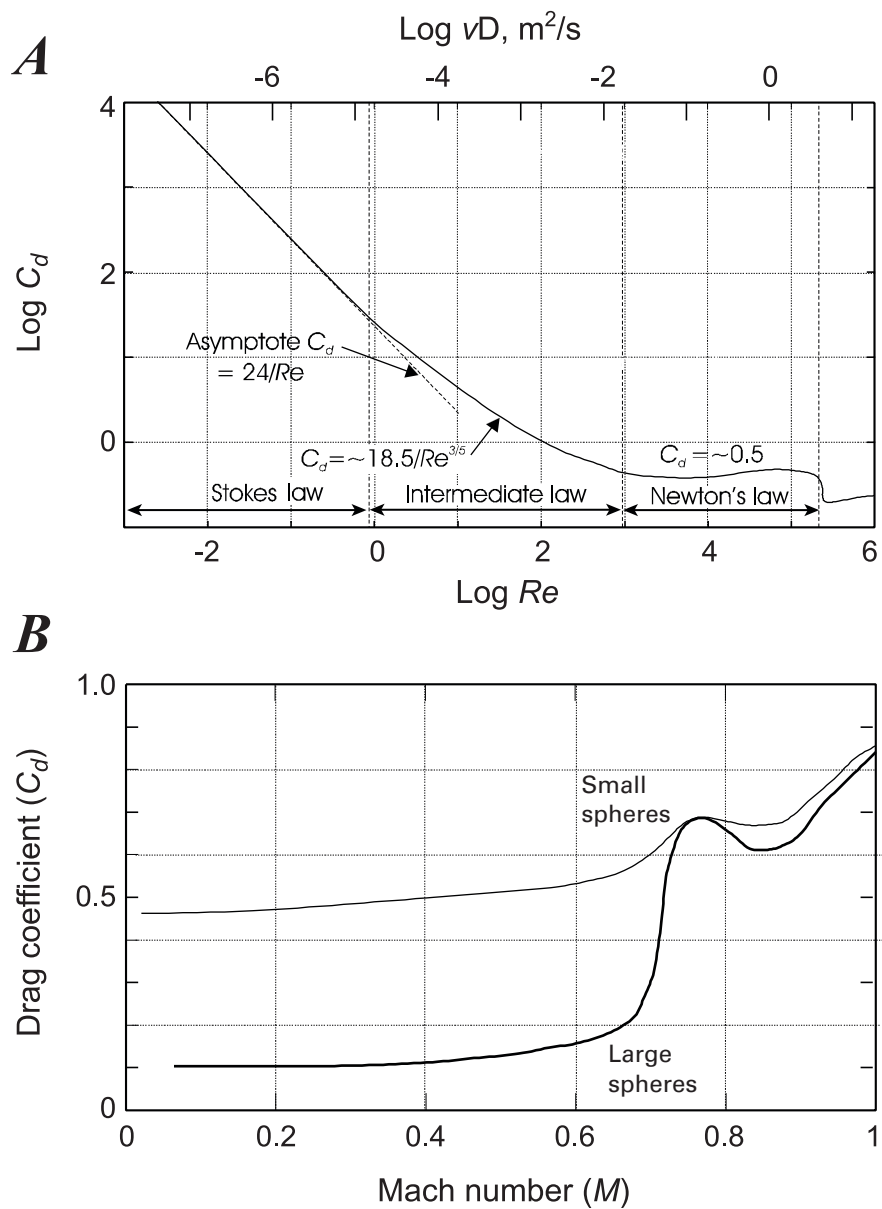 A
Log vD, m²/s
-6 -4 -2 0
4
2
0
Log C_d
Asymptote C_d
= 24/Re
C_d=~18.5/Re^3/5
C_d=~0.5
Stokes law
Intermediate law
Newton's law
-2 0 2 4 6
Log Re
B
1.0
0.5
0
Drag coefficient (C_d)
Small
spheres
Large
spheres
0 0.2 0.4 0.6 0.8 1
Mach number (M)